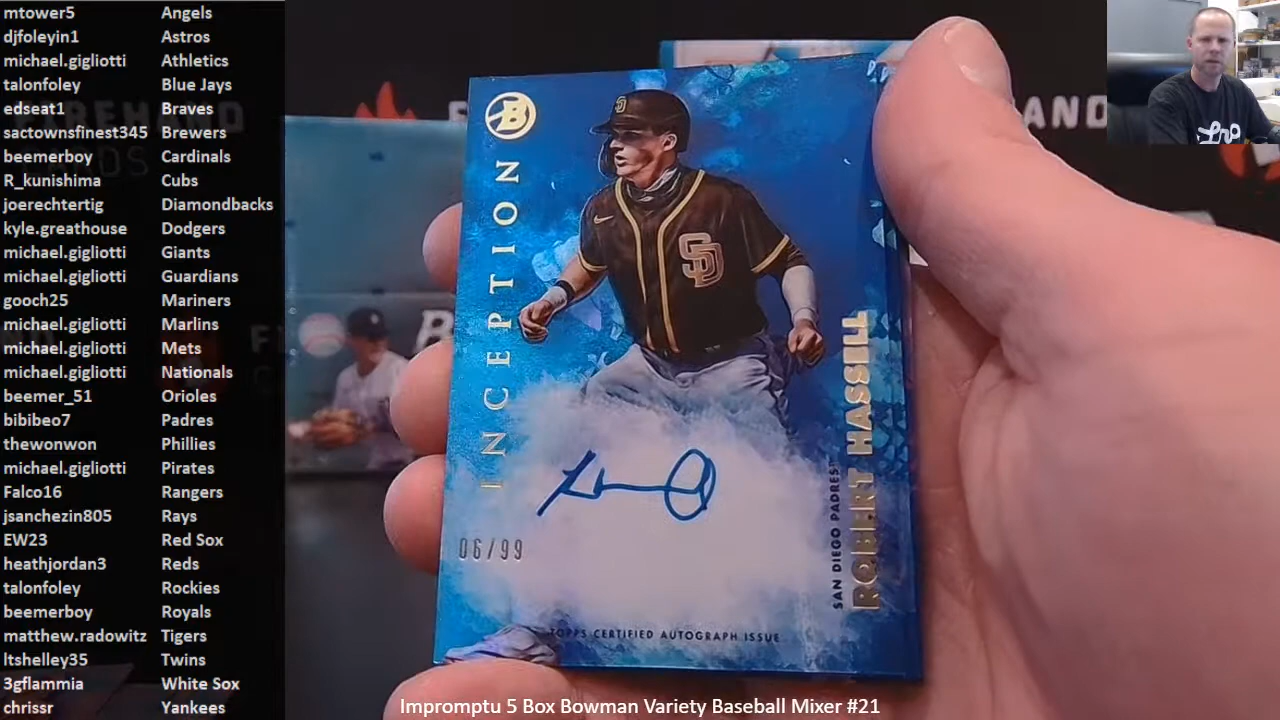 mtower5 Angels
djfoleyin1 Astros
michael.gigliotti Athletics
talonfoley Blue Jays
edseat1 Braves
sactownsfinest345 Brewers
beemerboy Cardinals
R_kunishima Cubs
joerechtertig Diamondbacks
kyle.greathouse Dodgers
michael.gigliotti Giants
michael.gigliotti Guardians
gooch25 Mariners
michael.gigliotti Marlins
michael.gigliotti Mets
michael.gigliotti Nationals
beemer_51 Orioles
bibibeo7 Padres
thewonwon Phillies
michael.gigliotti Pirates
Falco16 Rangers
jsanchezin805 Rays
EW23 Red Sox
heathjordan3 Reds
talonfoley Rockies
beemerboy Royals
matthew.radowitz Tigers
ltshelley35 Twins
3gflammia White Sox
chrissr Yankees
B
INCEPTION
SD
06/99
SAN DIEGO PADRES
ROBERT HASSELL
TOPPS CERTIFIED AUTOGRAPH ISSUE
Impromptu 5 Box Bowman Variety Baseball Mixer #21